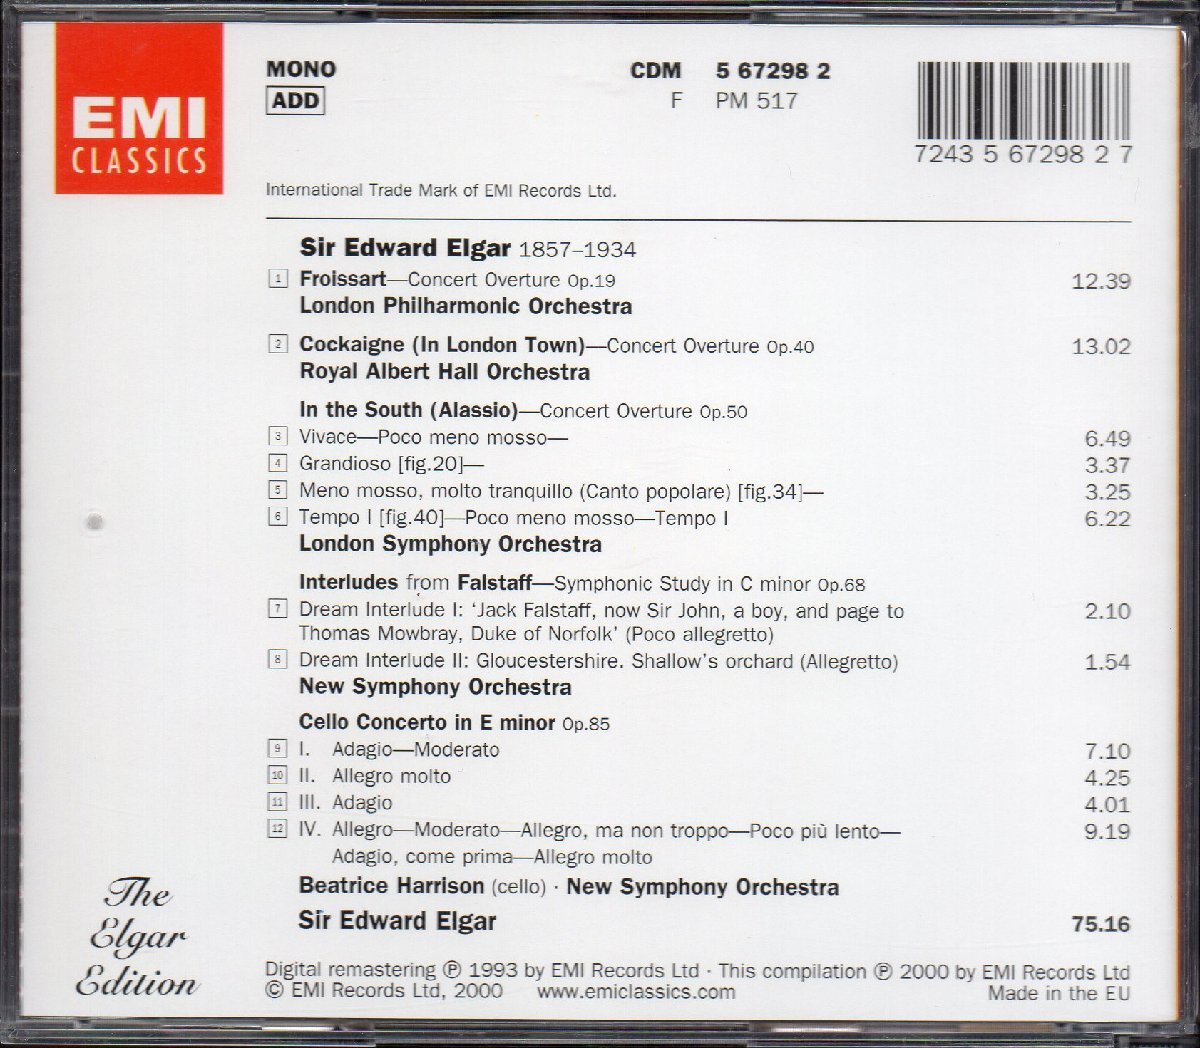 EMI
CLASSICS
MONO
ADD
CDM 5 67298 2
F PM 517
7243 5 67298 2 7
International Trade Mark of EMI Records Ltd.
Sir Edward Elgar 1857–1934
1 Froissart—Concert Overture Op.19 12.39
London Philharmonic Orchestra
2 Cockaigne (In London Town)—Concert Overture Op.40 13.02
Royal Albert Hall Orchestra
In the South (Alassio)—Concert Overture Op.50
3 Vivace—Poco meno mosso— 6.49
4 Grandioso [fig.20]— 3.37
5 Meno mosso, molto tranquillo (Canto popolare) [fig.34]— 3.25
6 Tempo I [fig.40]—Poco meno mosso—Tempo I 6.22
London Symphony Orchestra
Interludes from Falstaff—Symphonic Study in C minor Op.68
7 Dream Interlude I: ‘Jack Falstaff, now Sir John, a boy, and page to 2.10
Thomas Mowbray, Duke of Norfolk’ (Poco allegretto)
8 Dream Interlude II: Gloucestershire. Shallow’s orchard (Allegretto) 1.54
New Symphony Orchestra
Cello Concerto in E minor Op.85
9 I. Adagio—Moderato 7.10
10 II. Allegro molto 4.25
11 III. Adagio 4.01
12 IV. Allegro—Moderato—Allegro, ma non troppo—Poco più lento— 9.19
Adagio, come prima—Allegro molto
Beatrice Harrison (cello) · New Symphony Orchestra
Sir Edward Elgar 75.16
The
Elgar
Edition
Digital remastering ℗ 1993 by EMI Records Ltd · This compilation ℗ 2000 by EMI Records Ltd
© EMI Records Ltd, 2000 www.emiclassics.com Made in the EU